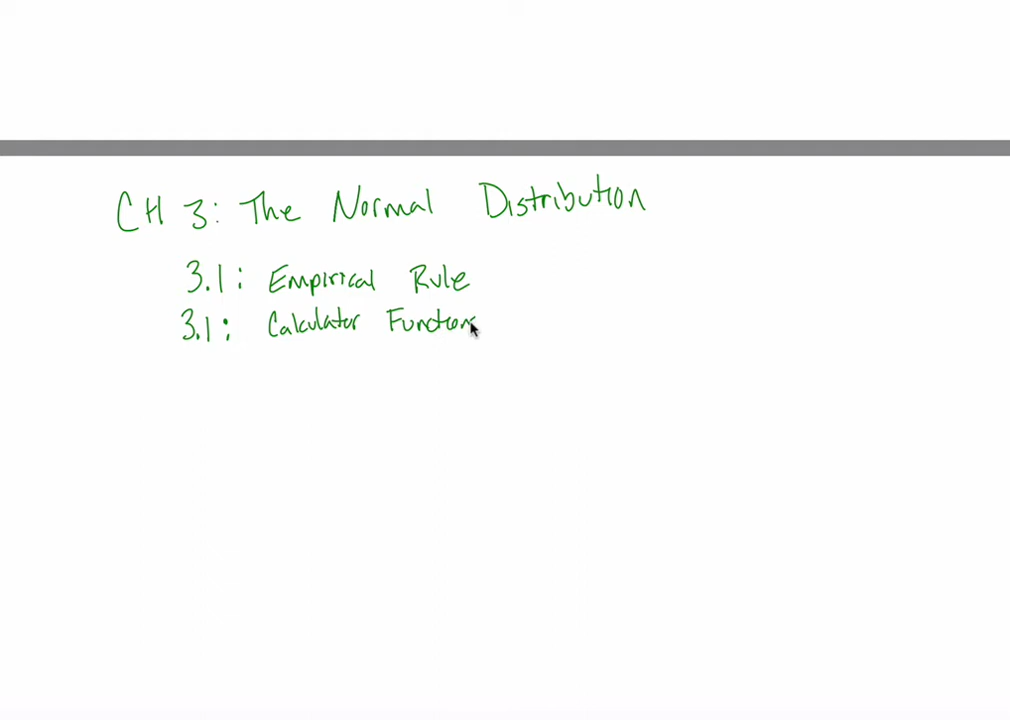 CH 3: The Normal Distribution
3.1: Empirical Rule
3.1: Calculator Functions